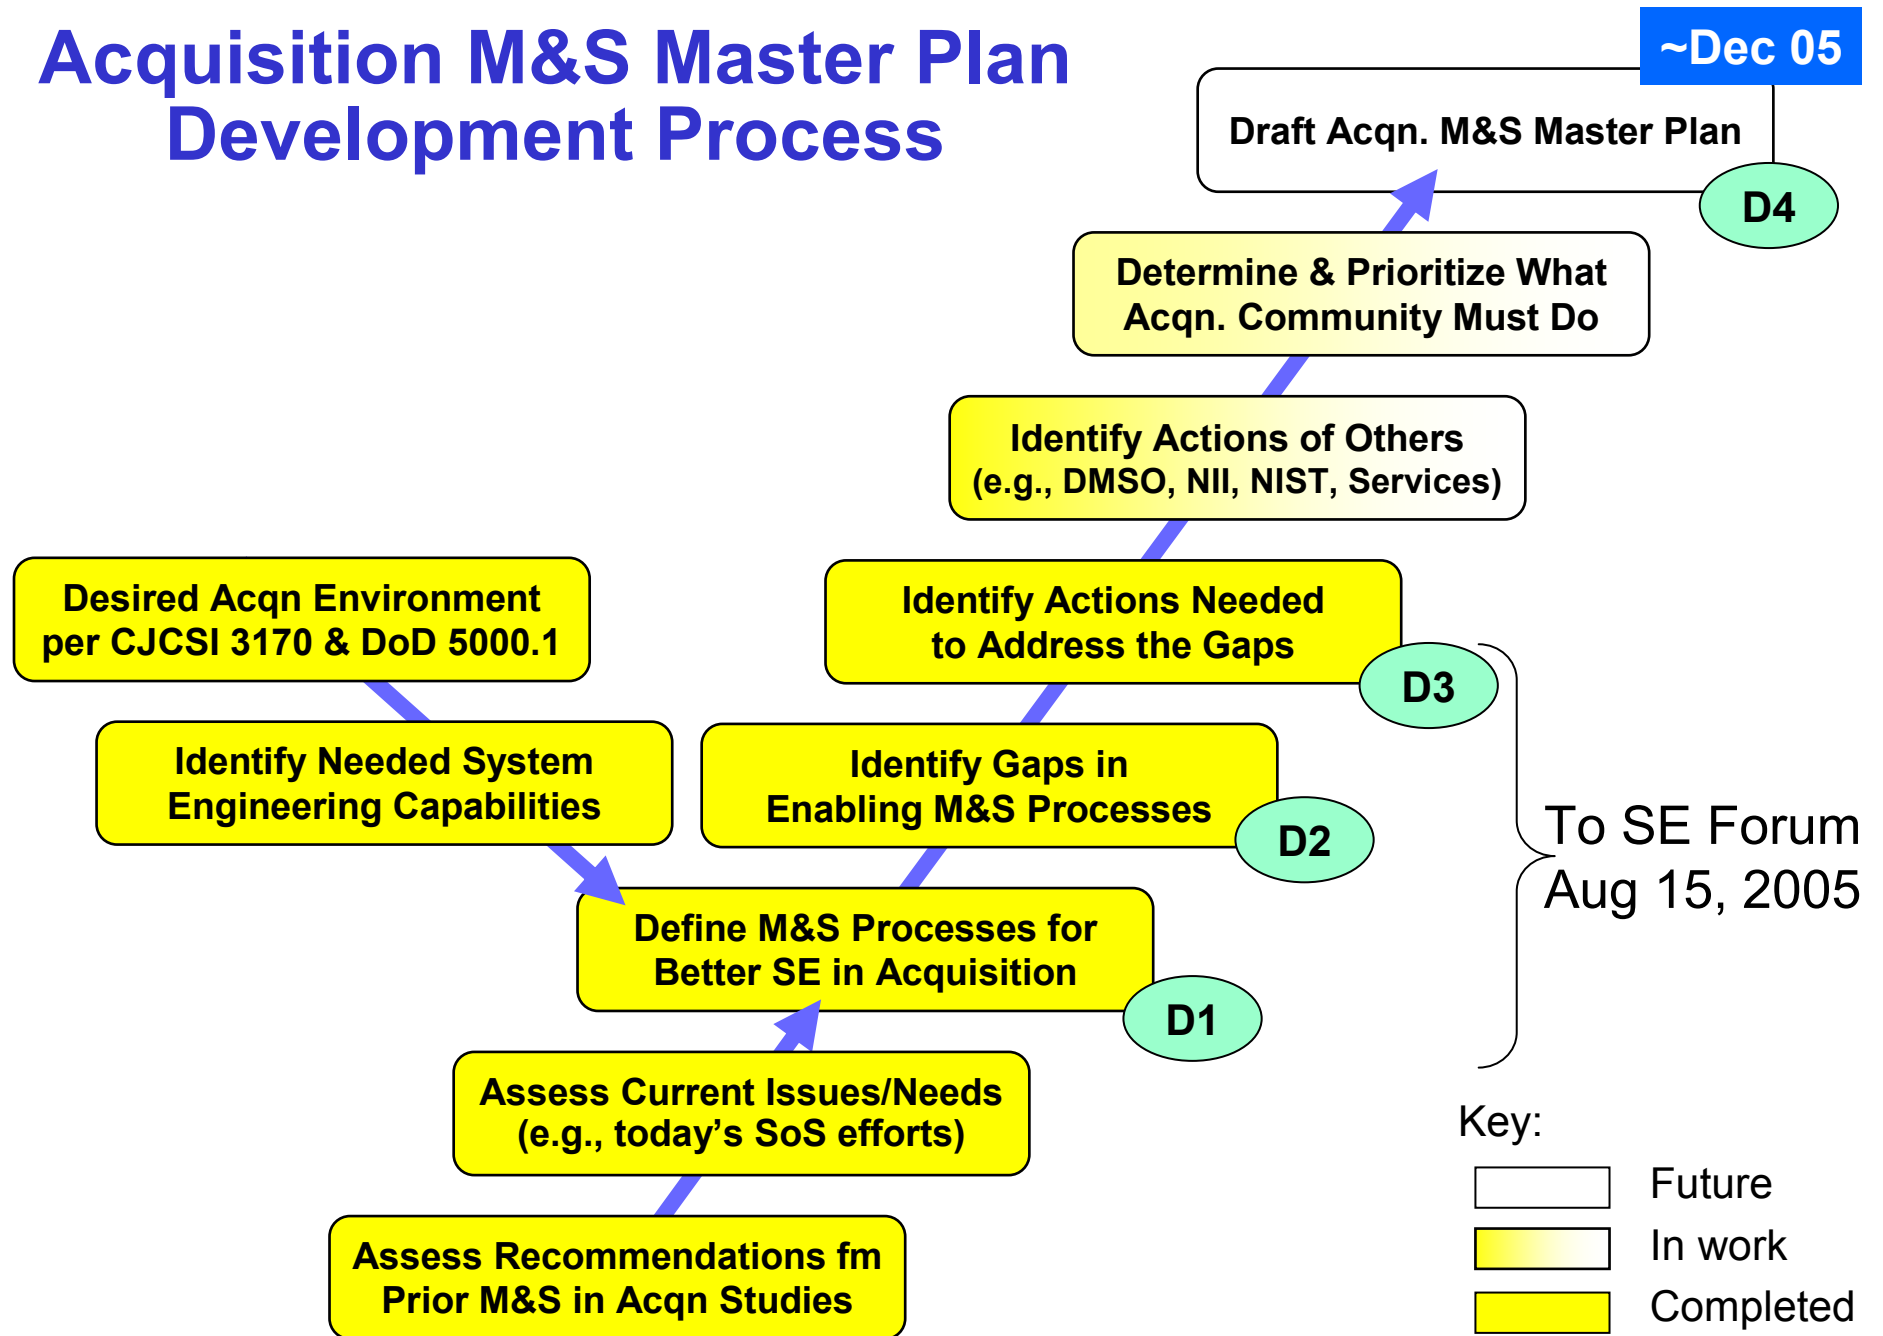 Acquisition M&S Master Plan
Development Process
~Dec 05
Draft Acqn. M&S Master Plan
D4
Determine & Prioritize What
Acqn. Community Must Do
Identify Actions of Others
(e.g., DMSO, NII, NIST, Services)
Desired Acqn Environment
per CJCSI 3170 & DoD 5000.1
Identify Actions Needed
to Address the Gaps
D3
Identify Needed System
Engineering Capabilities
Identify Gaps in
Enabling M&S Processes
D2
To SE Forum
Aug 15, 2005
Define M&S Processes for
Better SE in Acquisition
D1
Assess Current Issues/Needs
(e.g., today’s SoS efforts)
Assess Recommendations fm
Prior M&S in Acqn Studies
Key:
Future
In work
Completed